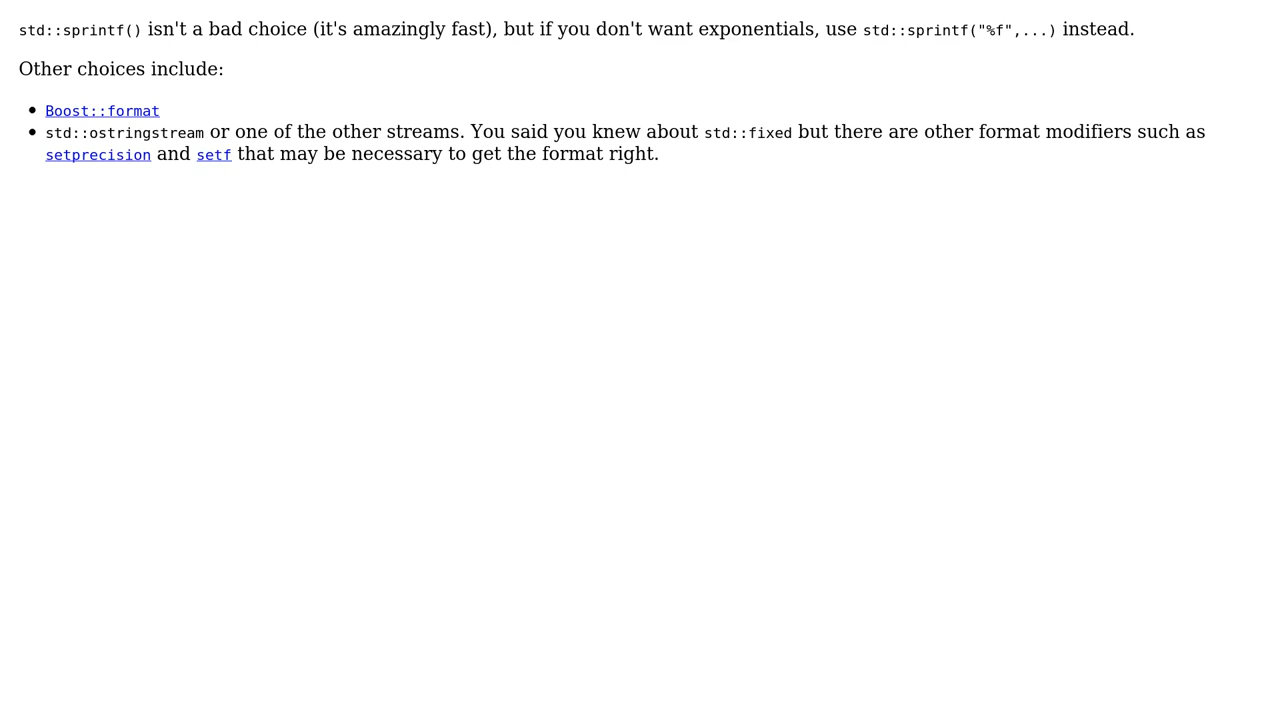 std::sprintf() isn't a bad choice (it's amazingly fast), but if you don't want exponentials, use std::sprintf("%f",...) instead.
Other choices include:
• Boost::format
• std::ostringstream or one of the other streams. You said you knew about std::fixed but there are other format modifiers such as
setprecision and setf that may be necessary to get the format right.